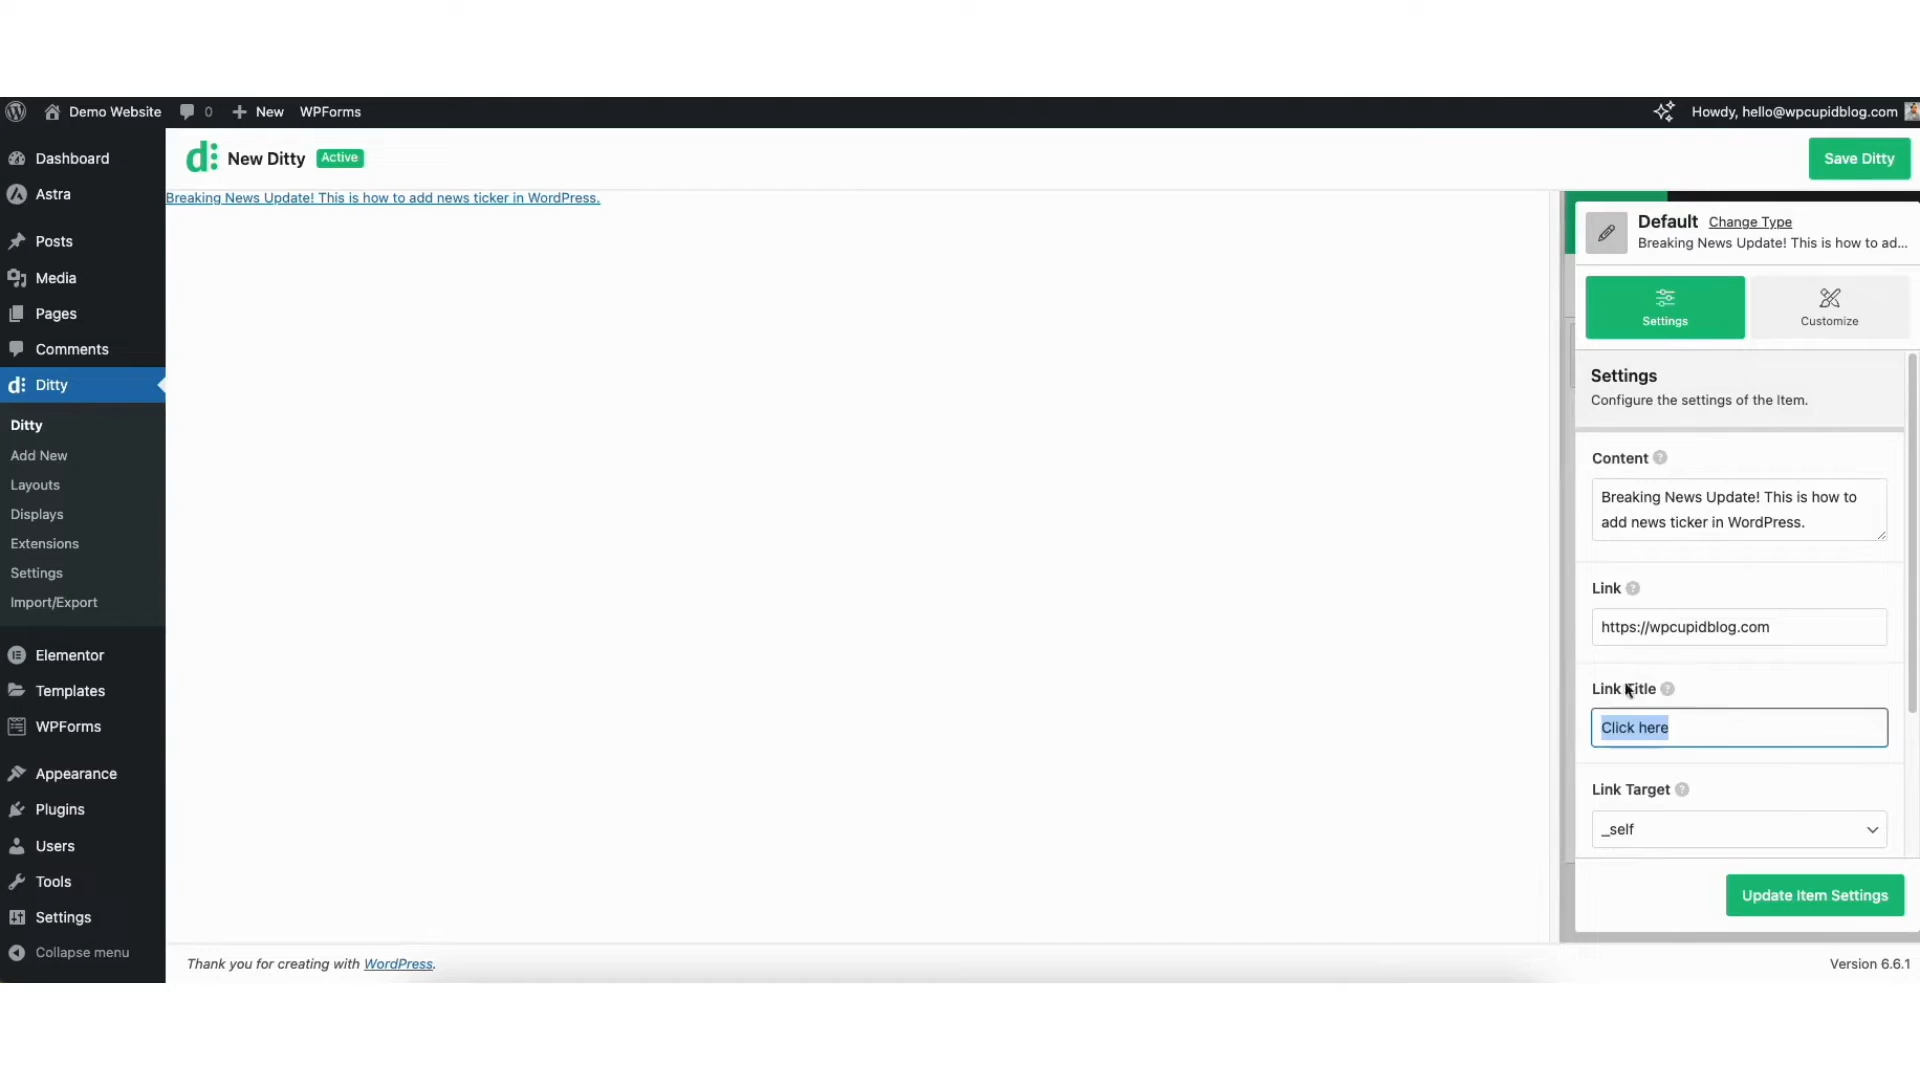 Demo Website 0 New WPForms Howdy, hello@wpcupidblog.com
Dashboard
Astra
Posts
Media
Pages
Comments
Ditty
Ditty
Add New
Layouts
Displays
Extensions
Settings
Import/Export
Elementor
Templates
WPForms
Appearance
Plugins
Users
Tools
Settings
Collapse menu
d: New Ditty Active Save Ditty
Breaking News Update! This is how to add news ticker in WordPress.
Default Change Type
Breaking News Update! This is how to ad...
Settings Customize
Settings
Configure the settings of the Item.
Content ?
Breaking News Update! This is how to
add news ticker in WordPress.
Link ?
https://wpcupidblog.com
Link Title ?
Click here
Link Target ?
_self
Update Item Settings
Thank you for creating with WordPress. Version 6.6.1